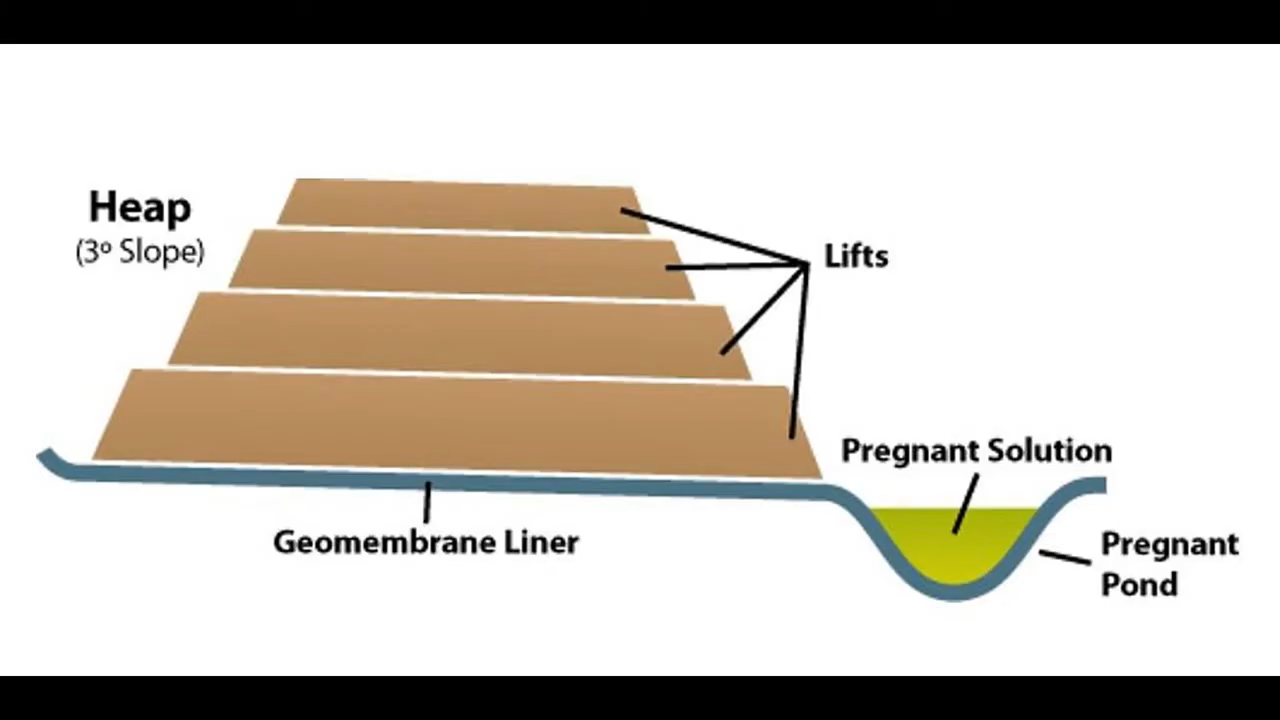 Heap
(3º Slope)
Lifts
Pregnant Solution
Geomembrane Liner
Pregnant
Pond